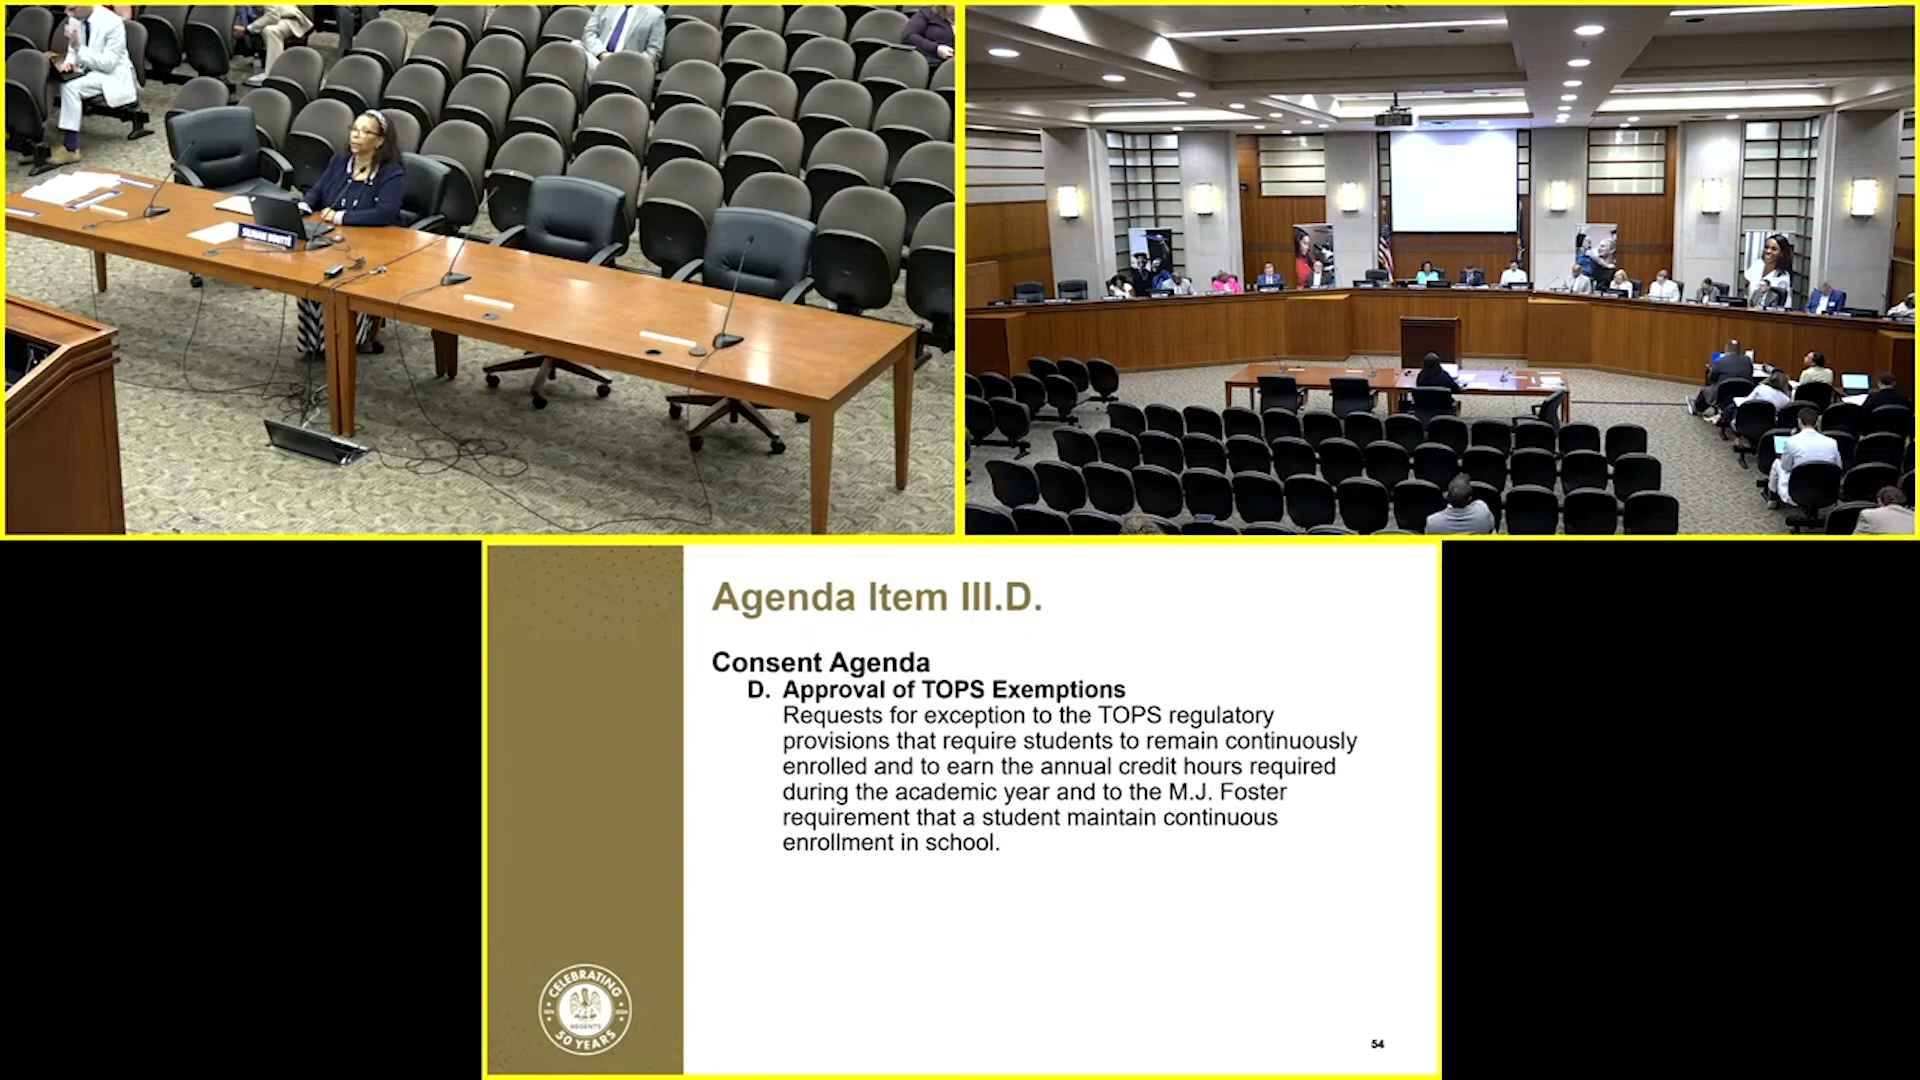 Agenda Item III.D.
Consent Agenda
D. Approval of TOPS Exemptions
Requests for exception to the TOPS regulatory
provisions that require students to remain continuously
enrolled and to earn the annual credit hours required
during the academic year and to the M.J. Foster
requirement that a student maintain continuous
enrollment in school.
CELEBRATING
REGENTS
50 YEARS
54